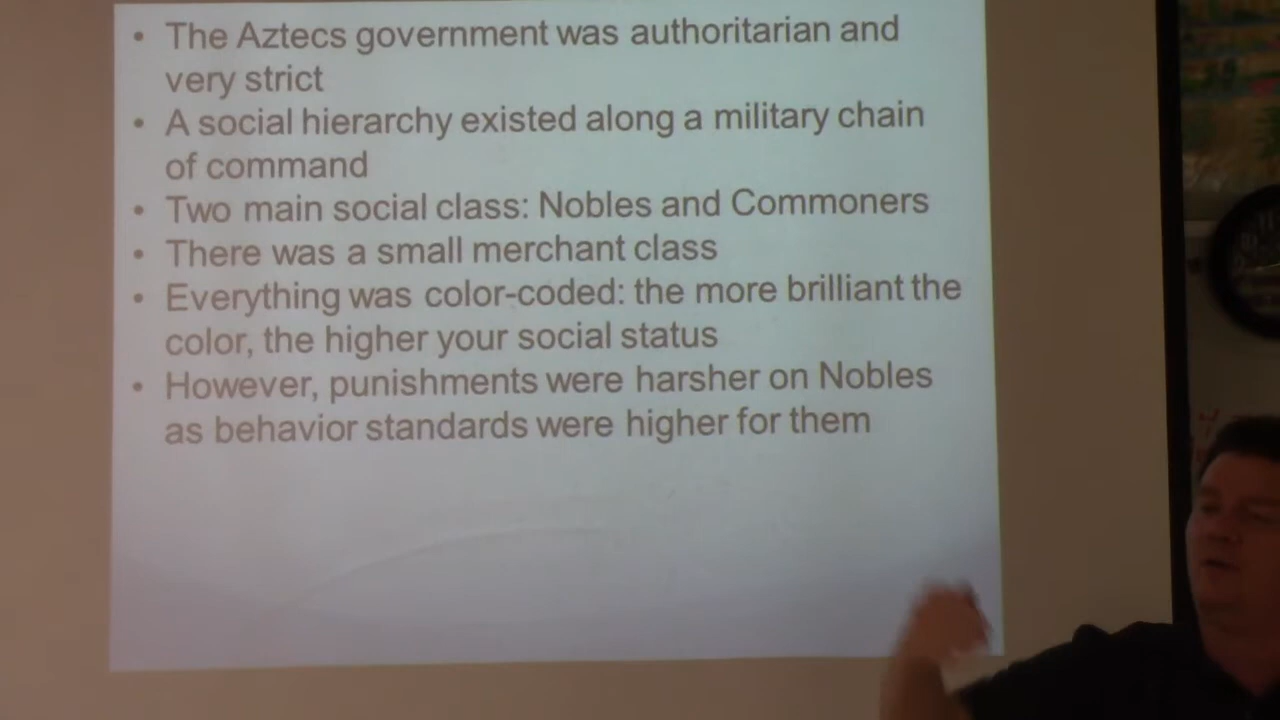 • The Aztecs government was authoritarian and
very strict
• A social hierarchy existed along a military chain
of command
• Two main social class: Nobles and Commoners
• There was a small merchant class
• Everything was color-coded: the more brilliant the
color, the higher your social status
• However, punishments were harsher on Nobles
as behavior standards were higher for them